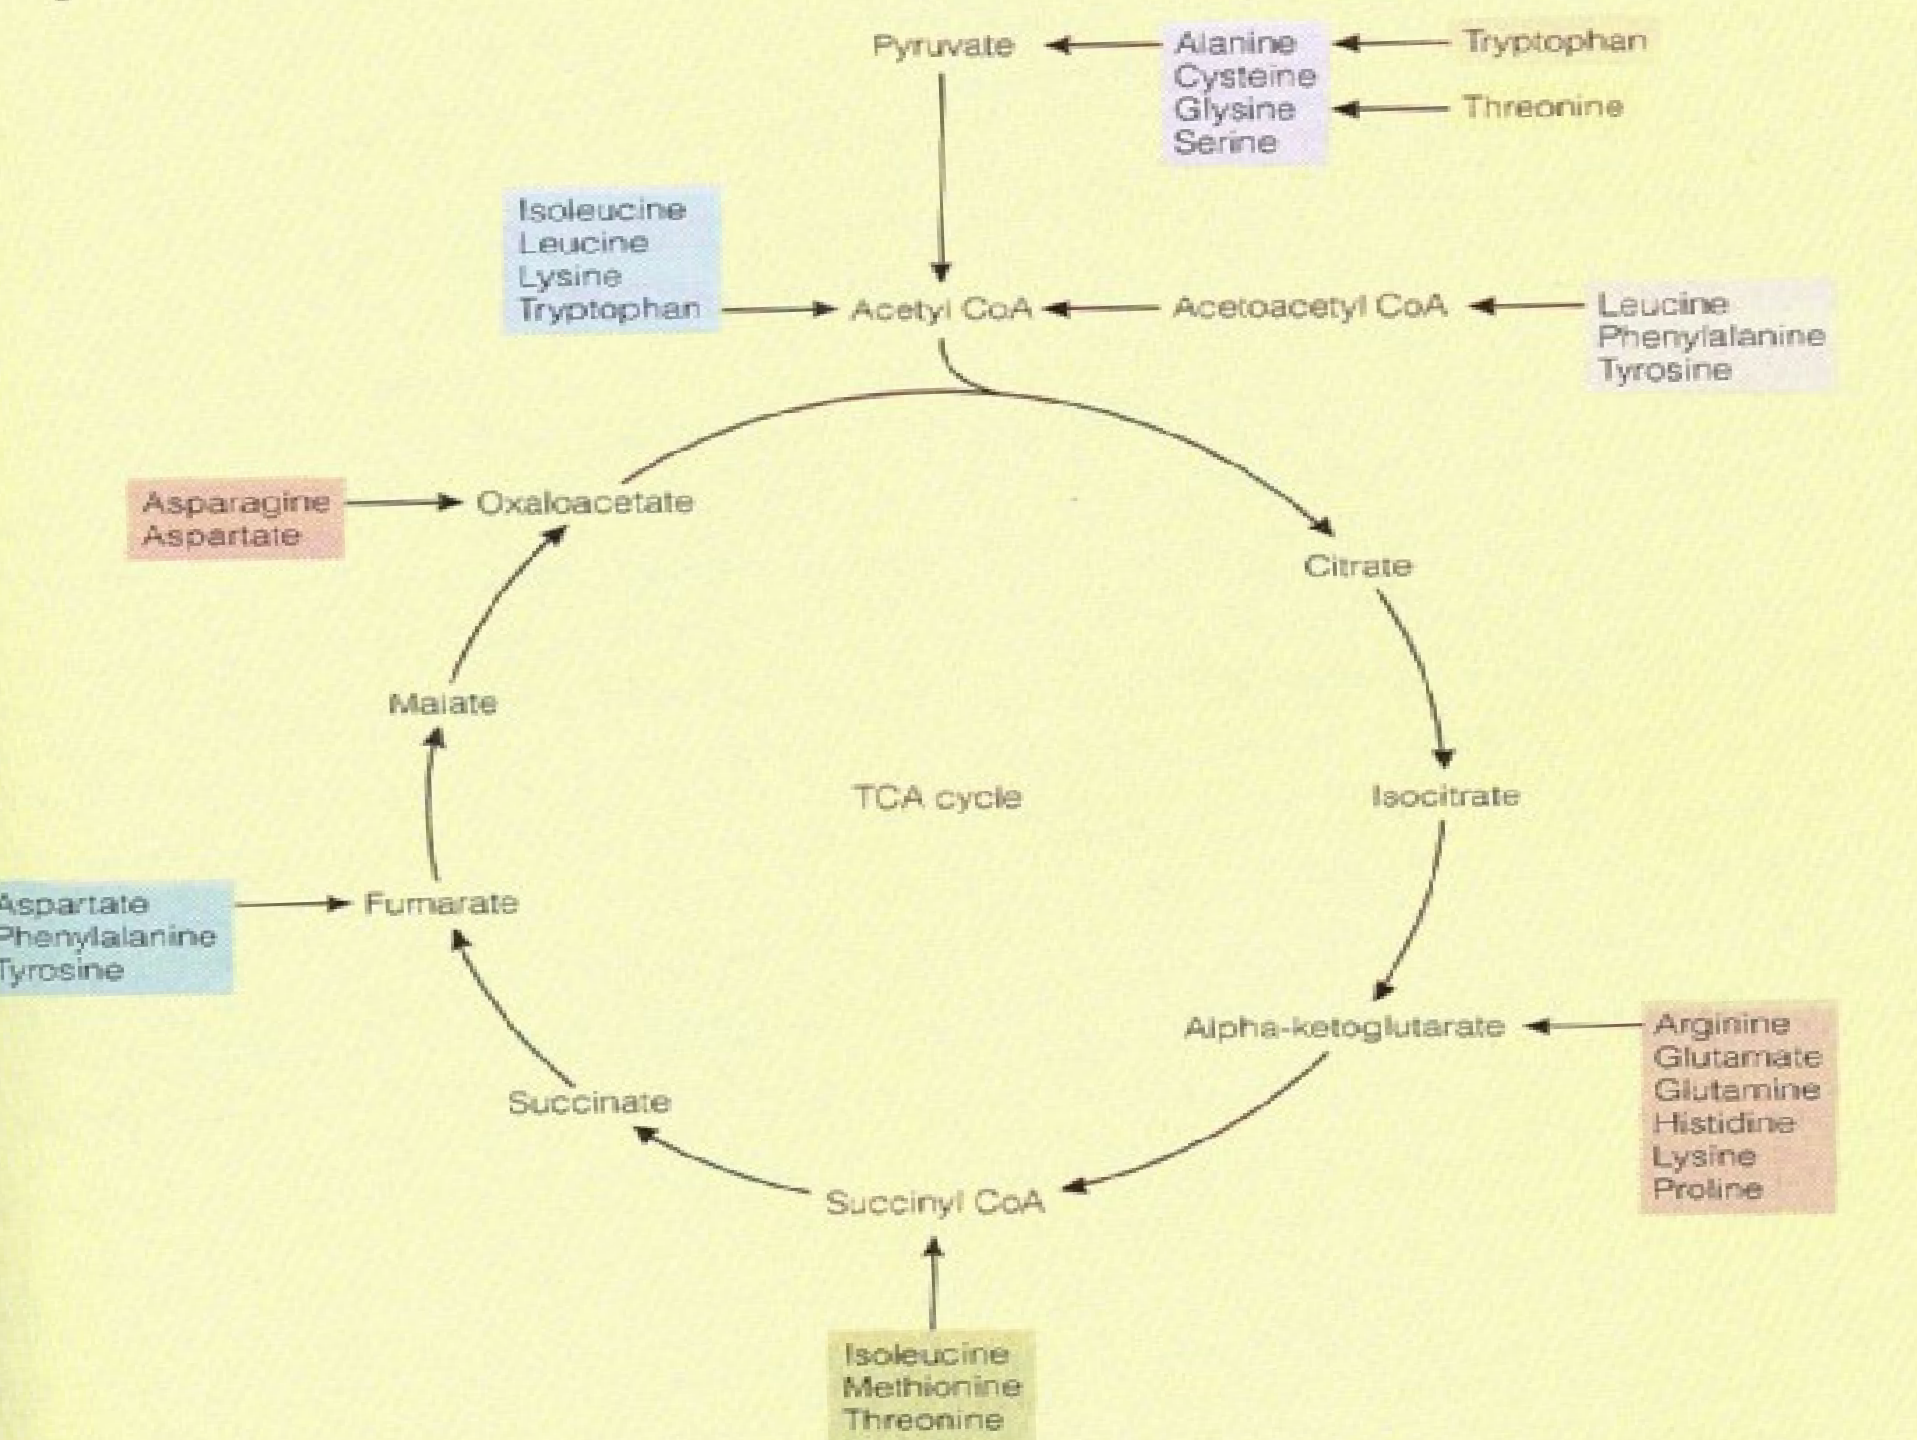 Pyruvate
Alanine
Cysteine
Glysine
Serine
Tryptophan
Threonine
Isoleucine
Leucine
Lysine
Tryptophan
Acetyl CoA
Acetoacetyl CoA
Leucine
Phenylalanine
Tyrosine
Asparagine
Aspartate
Oxaloacetate
Citrate
Malate
TCA cycle
Isocitrate
Aspartate
Phenylalanine
Tyrosine
Fumarate
Alpha-ketoglutarate
Arginine
Glutamate
Glutamine
Histidine
Lysine
Proline
Succinate
Succinyl CoA
Isoleucine
Methionine
Threonine